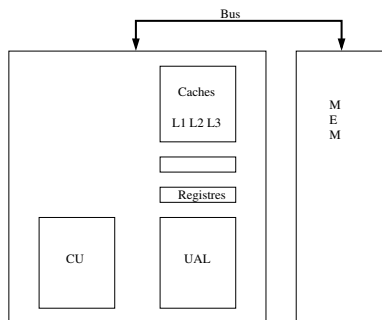 Bus
Caches
L1 L2 L3
M
E
M
Registres
CU
UAL